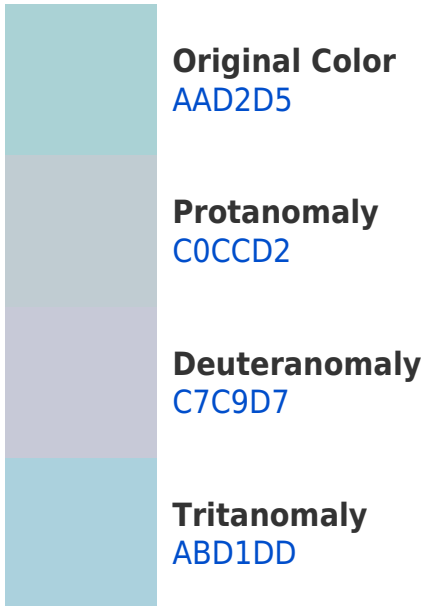 Original Color
AAD2D5
Protanomaly
C0CCD2
Deuteranomaly
C7C9D7
Tritanomaly
ABD1DD